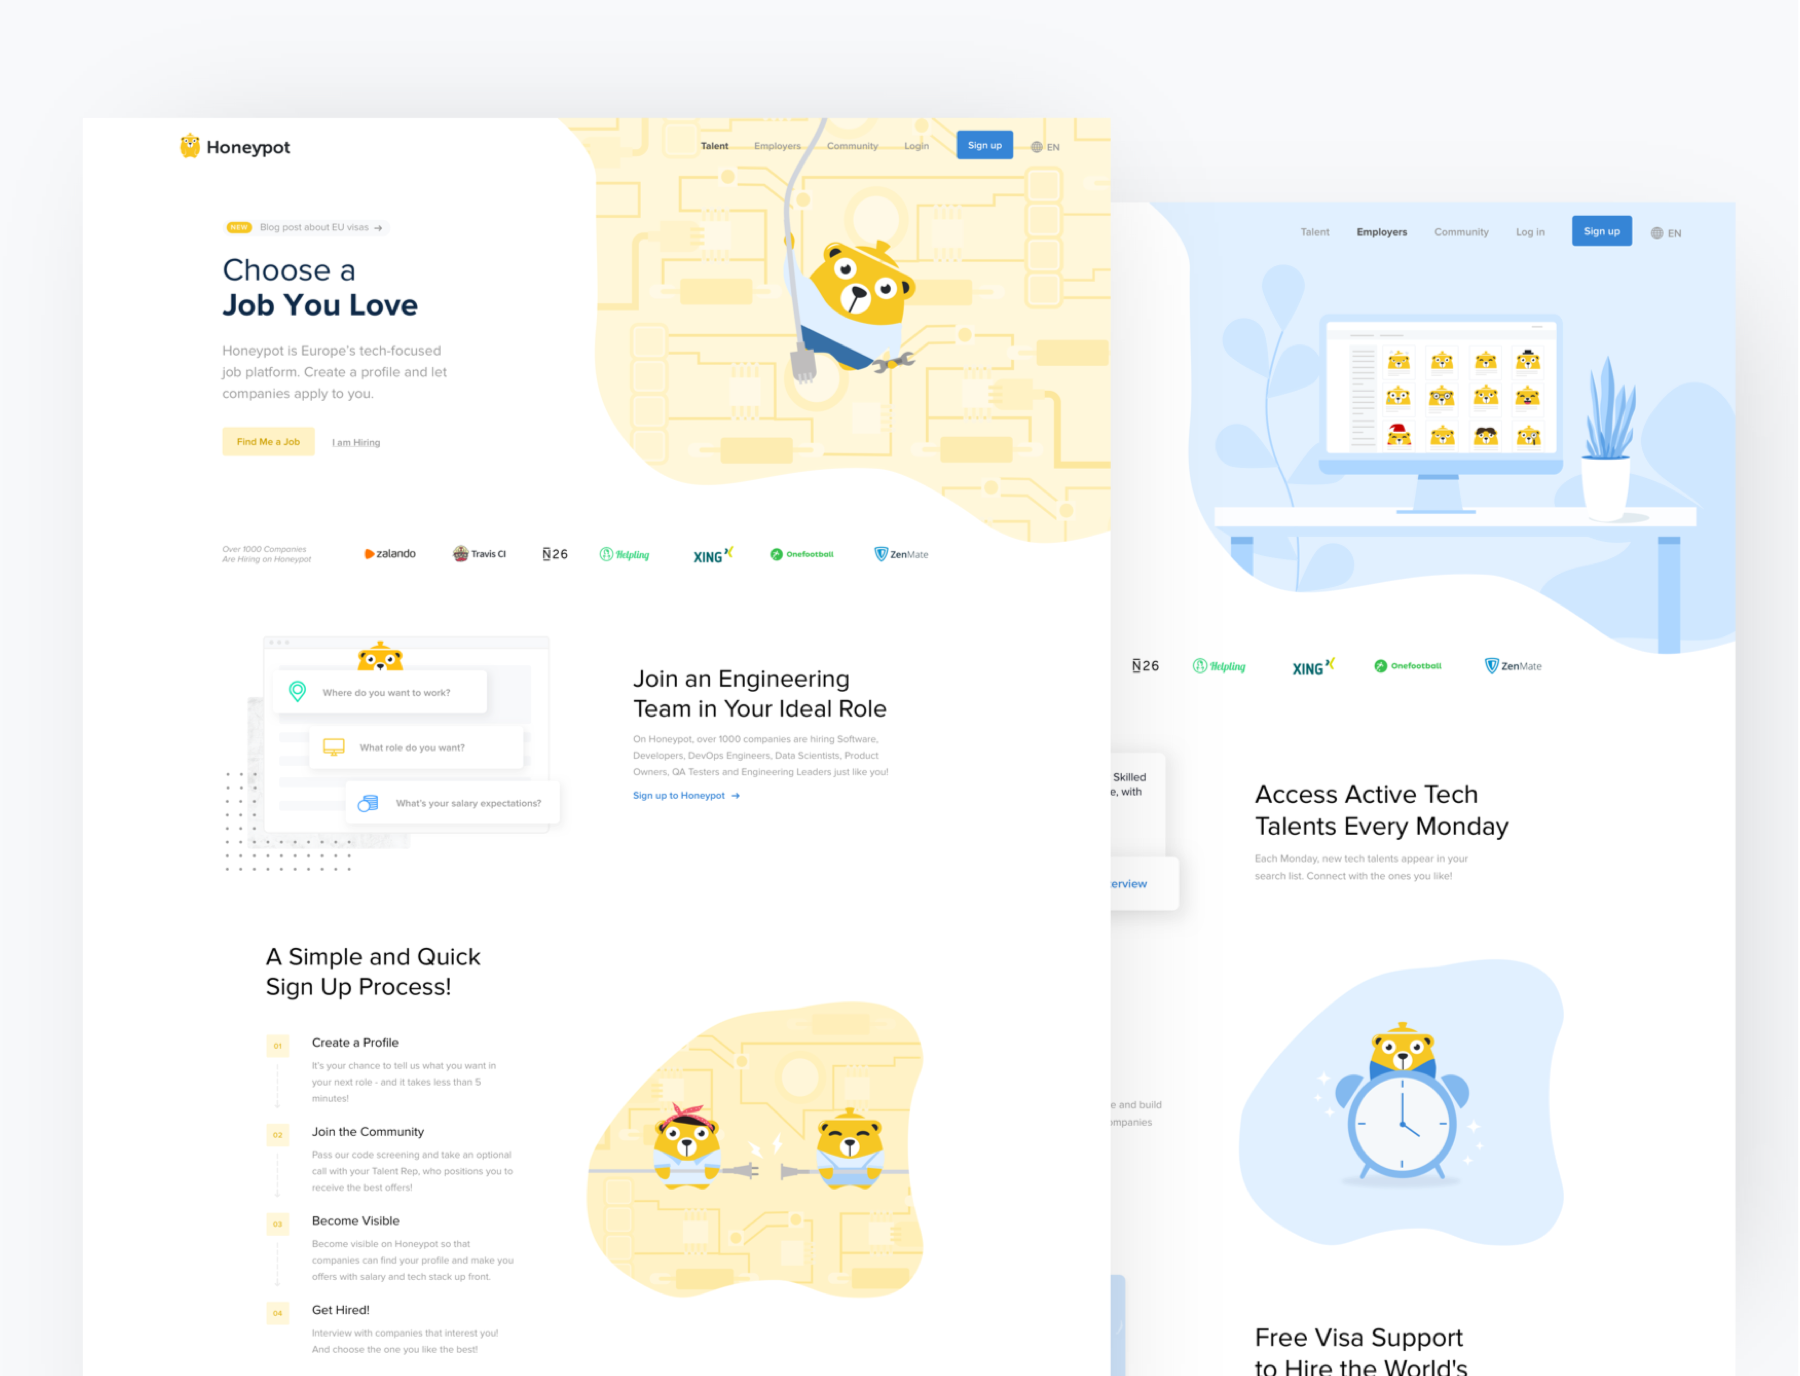 Honeypot
Talent
Employers
Community
Login
Sign up
EN
NEW
Blog post about EU visas →
Choose a
Job You Love
Honeypot is Europe's tech-focused
job platform. Create a profile and let
companies apply to you.
Find Me a Job
I am Hiring
Over 1000 Companies
Are Hiring on Honeypot
zalando
Travis CI
N26
Helpling
XING
Onefootball
ZenMate
Where do you want to work?
What role do you want?
What's your salary expectations?
Join an Engineering
Team in Your Ideal Role
On Honeypot, over 1000 companies are hiring Software,
Developers, DevOps Engineers, Data Scientists, Product
Owners, QA Testers and Engineering Leaders just like you!
Sign up to Honeypot →
A Simple and Quick
Sign Up Process!
01
Create a Profile
It's your chance to tell us what you want in
your next role - and it takes less than 5
minutes!
02
Join the Community
Pass our code screening and take an optional
call with your Talent Rep, who positions you to
receive the best offers!
03
Become Visible
Become visible on Honeypot so that
companies can find your profile and make you
offers with salary and tech stack up front.
04
Get Hired!
Interview with companies that interest you!
And choose the one you like the best!
Talent
Employers
Community
Log in
Sign up
EN
N26
Helpling
XING
Onefootball
ZenMate
Skilled
e, with
erview
Access Active Tech
Talents Every Monday
Each Monday, new tech talents appear in your
search list. Connect with the ones you like!
e and build
ompanies
Free Visa Support
to Hire the World's